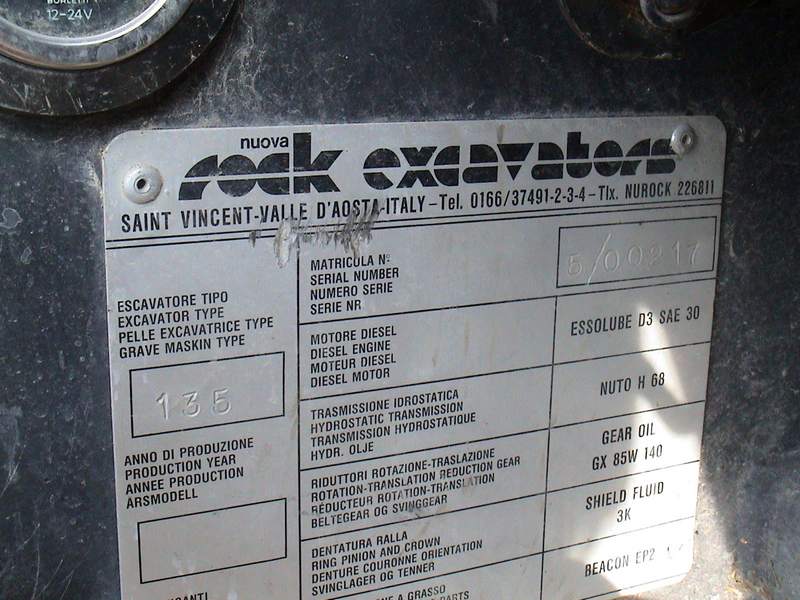 12-24V
nuova
rock excavators
SAINT VINCENT-VALLE D'AOSTA-ITALY-Tel. 0166/37491-2-3-4-Tlx. NUROCK 226811
ESCAVATORE TIPO
EXCAVATOR TYPE
PELLE EXCAVATRICE TYPE
GRAVE MASKIN TYPE
135
ANNO DI PRODUZIONE
PRODUCTION YEAR
ANNEE PRODUCTION
ÅRSMODELL
MATRICOLA Nº
SERIAL NUMBER
NUMERO SERIE
SERIE NR
5/00217
MOTORE DIESEL
DIESEL ENGINE
MOTEUR DIESEL
DIESEL MOTOR
ESSOLUBE D3 SAE 30
TRASMISSIONE IDROSTATICA
HYDROSTATIC TRANSMISSION
TRANSMISSION HYDROSTATIQUE
HYDR. OLJE
NUTO H 68
RIDUTTORI ROTAZIONE-TRASLAZIONE
ROTATION-TRANSLATION REDUCTION GEAR
RÉDUCTEUR ROTATION-TRANSLATION
BELTEGEAR OG SVINGGEAR
GEAR OIL
GX 85W 140
DENTATURA RALLA
RING PINION AND CROWN
DENTURE COURONNE ORIENTATION
SVINGLAGER OG TENNER
SHIELD FLUID
3K
A GRASSO
PARTS
BEACON EP2